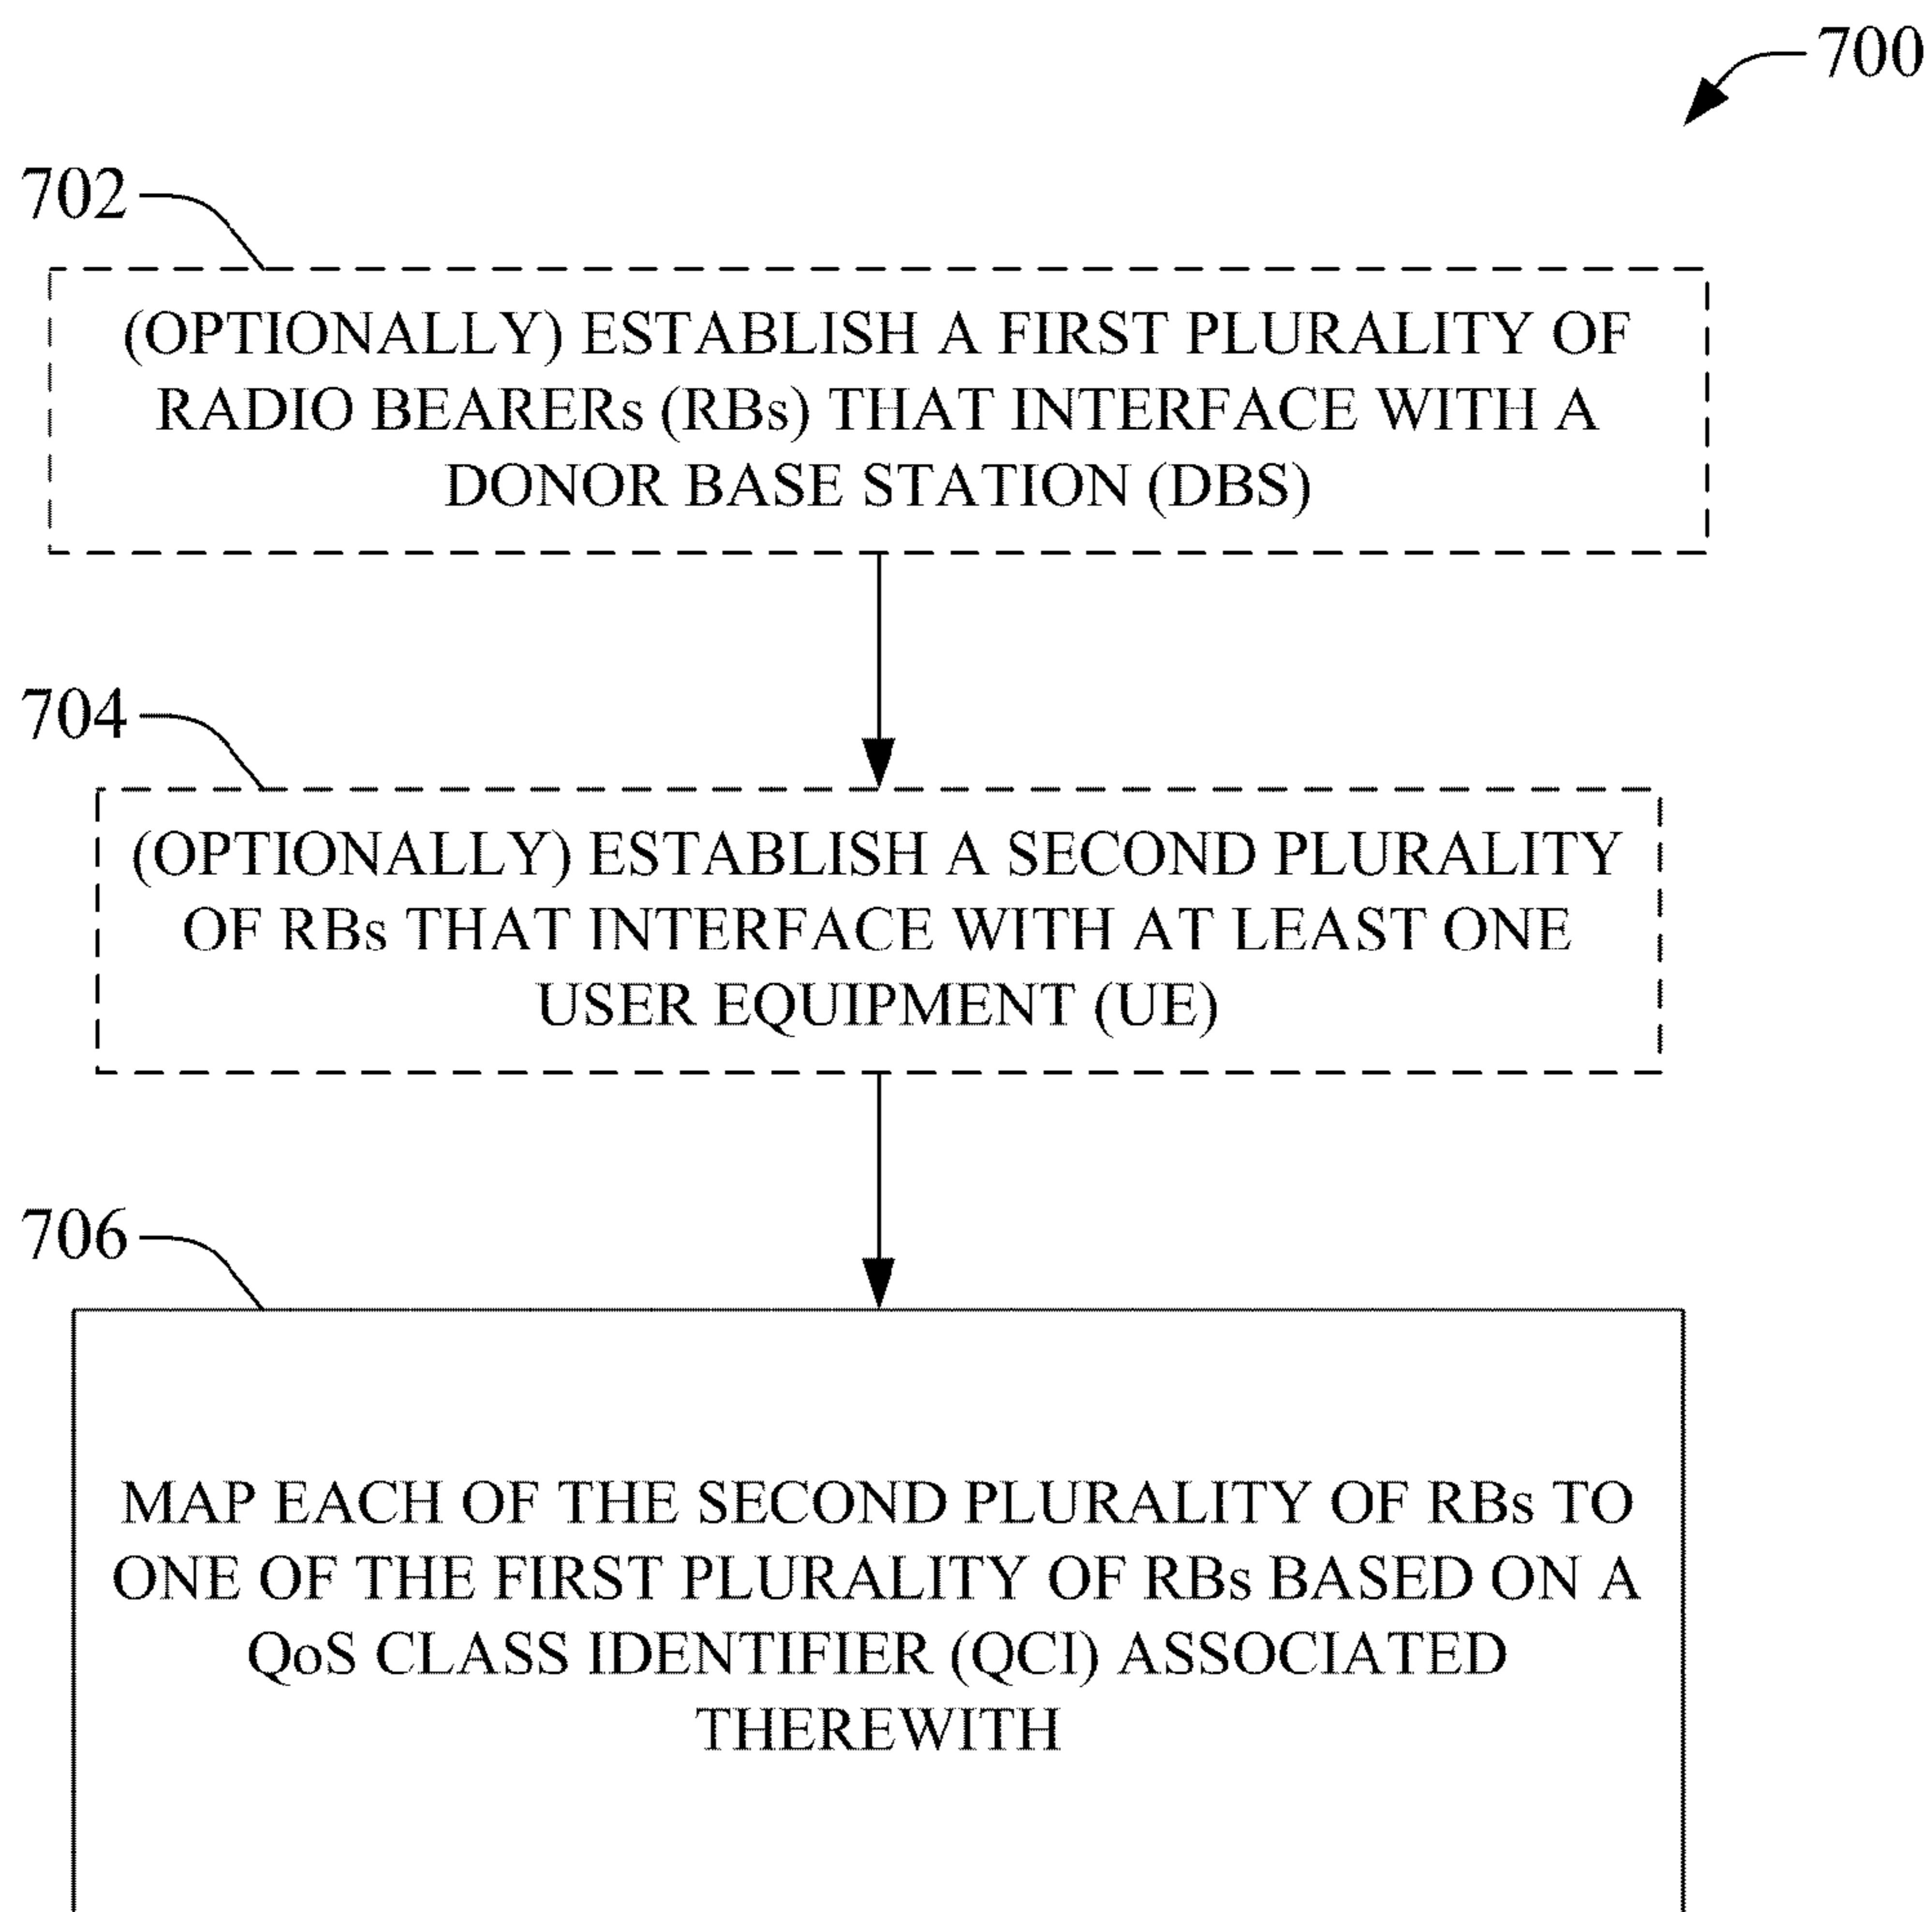 700
702
(OPTIONALLY) ESTABLISH A FIRST PLURALITY OF
RADIO BEARERs (RBs) THAT INTERFACE WITH A
DONOR BASE STATION (DBS)
704
(OPTIONALLY) ESTABLISH A SECOND PLURALITY
OF RBs THAT INTERFACE WITH AT LEAST ONE
USER EQUIPMENT (UE)
706
MAP EACH OF THE SECOND PLURALITY OF RBs TO
ONE OF THE FIRST PLURALITY OF RBs BASED ON A
QoS CLASS IDENTIFIER (QCI) ASSOCIATED
THEREWITH